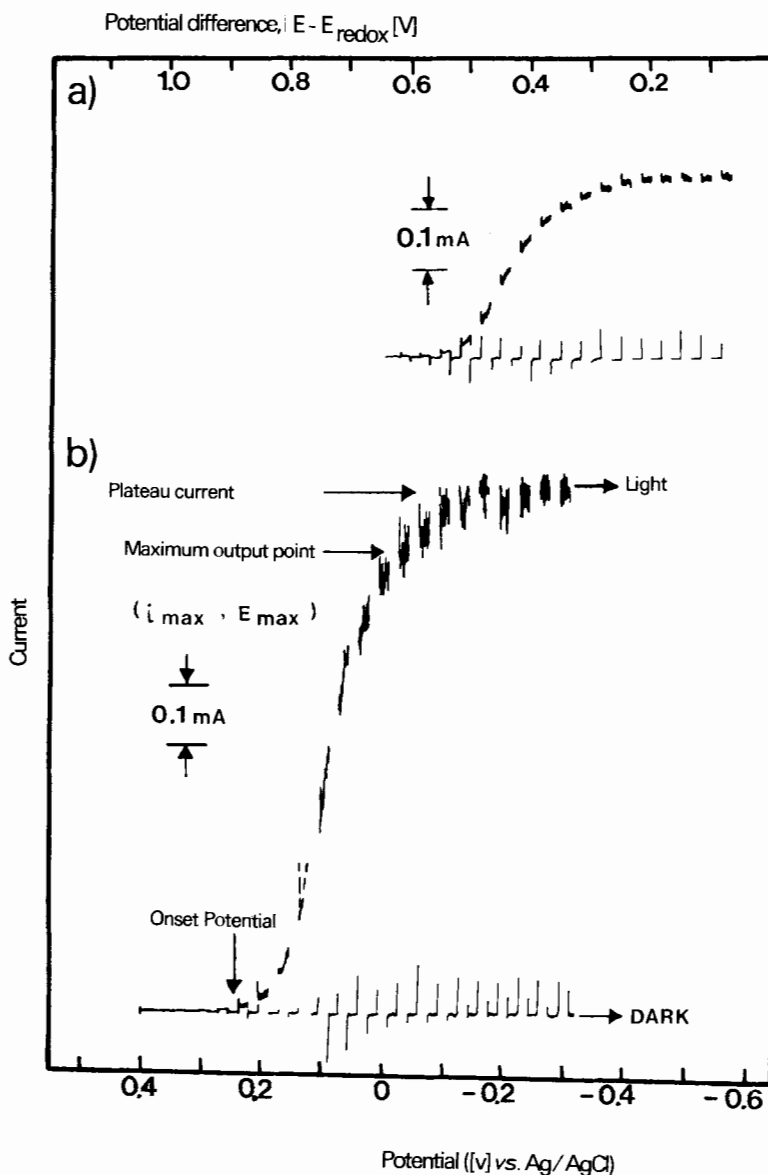 Potential difference, E - E redox [V]
a)
1.0 0.8 0.6 0.4 0.2
0.1 mA
b)
Plateau current
Light
Maximum output point
( i max , E max )
Current
0.1 mA
Onset Potential
DARK
0.4 0.2 0 -0.2 -0.4 -0.6
Potential ([v] vs. Ag/AgCl)